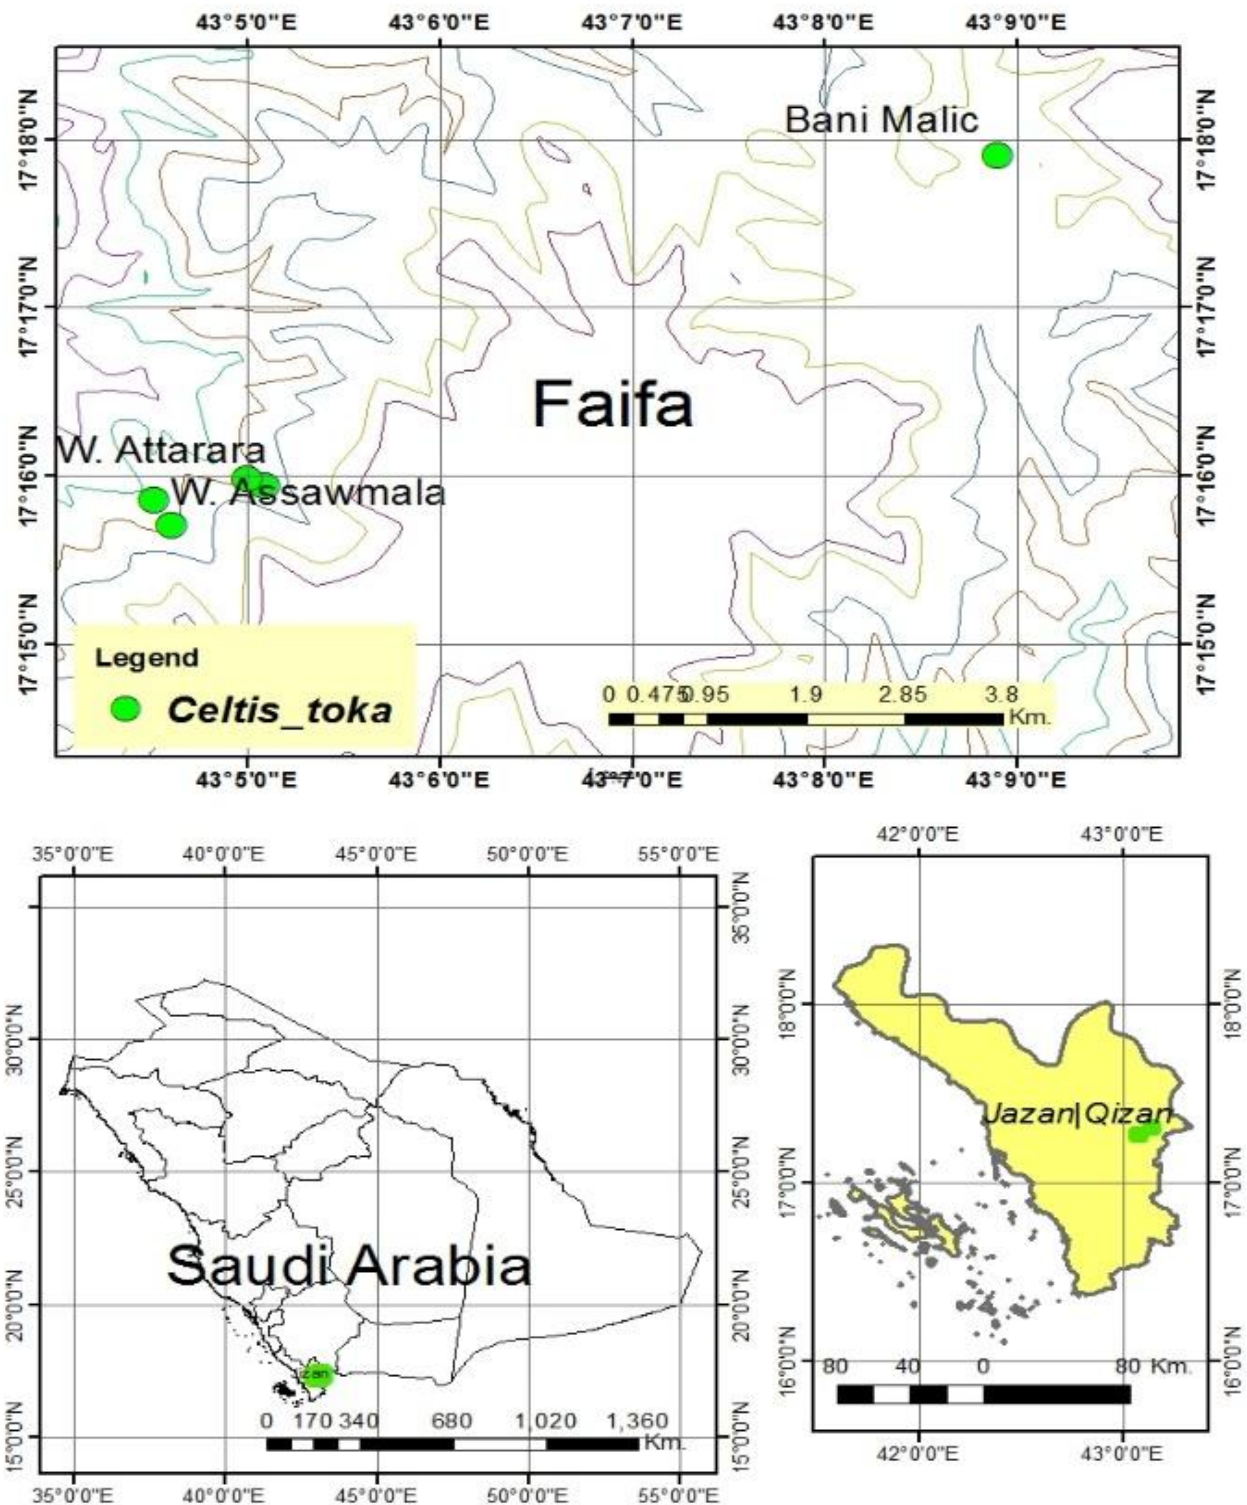 43°5'0"E 43°6'0"E 43°7'0"E 43°8'0"E 43°9'0"E
17°18'0"N
17°18'0"N
Bani Malic
17°17'0"N
17°17'0"N
Faifa
W. Attarara
17°16'0"N
17°16'0"N
W. Assawmala
17°15'0"N
17°15'0"N
Legend
Celtis_toka
0 0.475 0.95 1.9 2.85 3.8
Km.
43°5'0"E 43°6'0"E 43°7'0"E 43°8'0"E 43°9'0"E
35°0'0"E 40°0'0"E 45°0'0"E 50°0'0"E 55°0'0"E
35°0'0"N
30°0'0"N
30°0'0"N
25°0'0"N
25°0'0"N
Saudi Arabia
20°0'0"N
20°0'0"N
izan
0 170 340 680 1,020 1,360
Km.
15°0'0"N
15°0'0"N
35°0'0"E 40°0'0"E 45°0'0"E 50°0'0"E 55°0'0"E
42°0'0"E 43°0'0"E
18°0'0"N
18°0'0"N
Jazan|Qizan
17°0'0"N
17°0'0"N
80 40 0 80 Km.
16°0'0"N
16°0'0"N
42°0'0"E 43°0'0"E